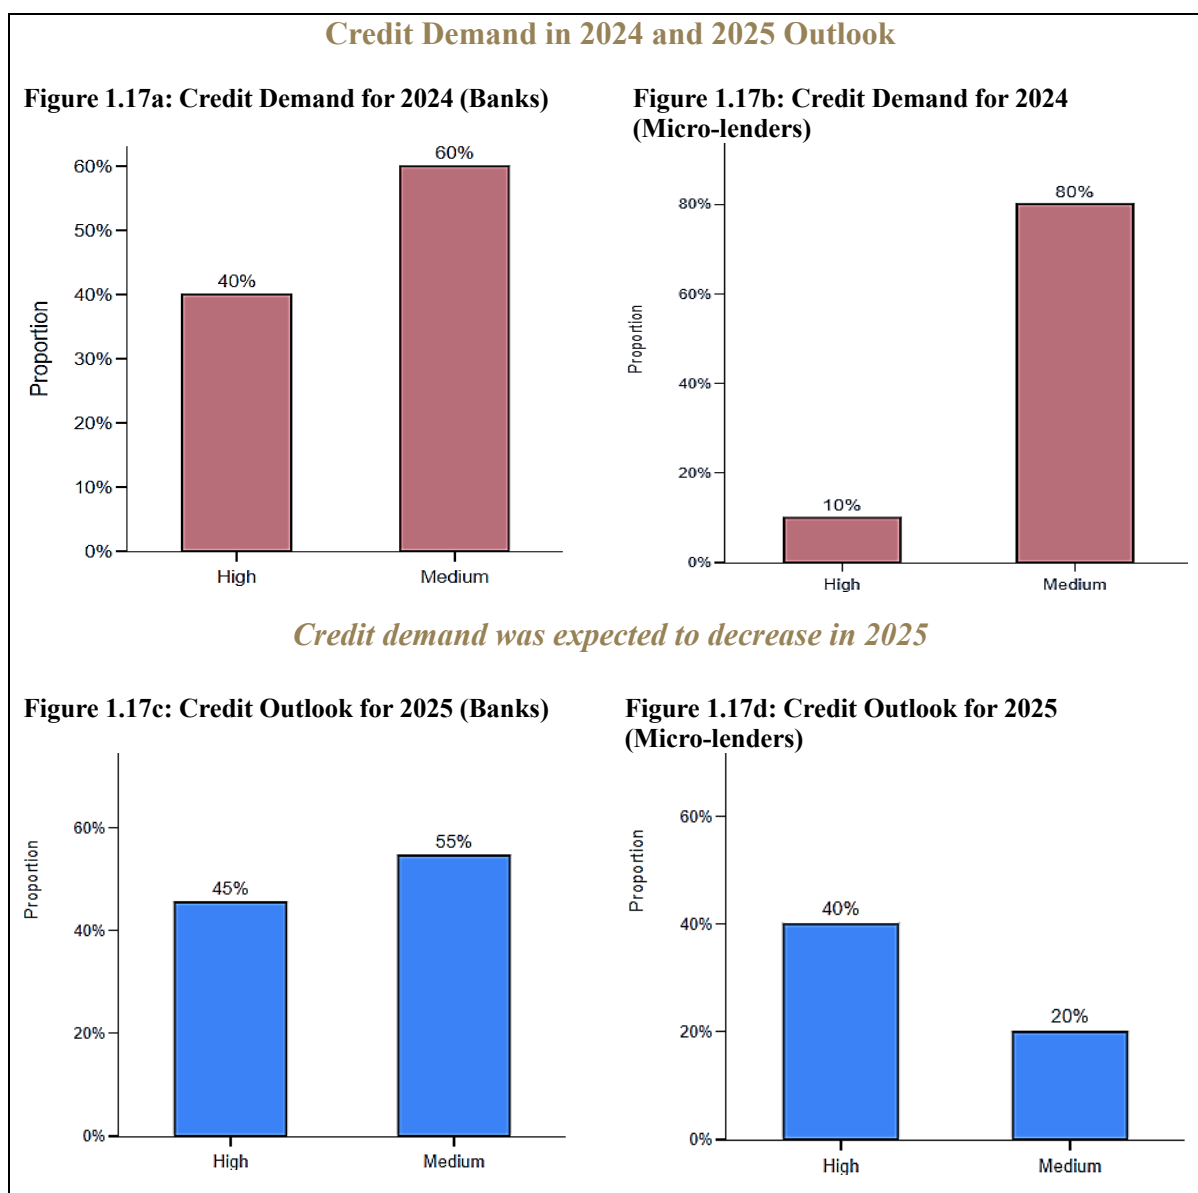 Credit Demand in 2024 and 2025 Outlook
Figure 1.17a: Credit Demand for 2024 (Banks)
60%
50%
40%
30%
20%
10%
0%
Proportion
40%
60%
High
Medium
Figure 1.17b: Credit Demand for 2024
(Micro-lenders)
80%
60%
40%
20%
0%
Proportion
10%
80%
High
Medium
Credit demand was expected to decrease in 2025
Figure 1.17c: Credit Outlook for 2025 (Banks)
60%
40%
20%
0%
Proportion
45%
55%
High
Medium
Figure 1.17d: Credit Outlook for 2025
(Micro-lenders)
60%
40%
20%
0%
Proportion
40%
20%
High
Medium